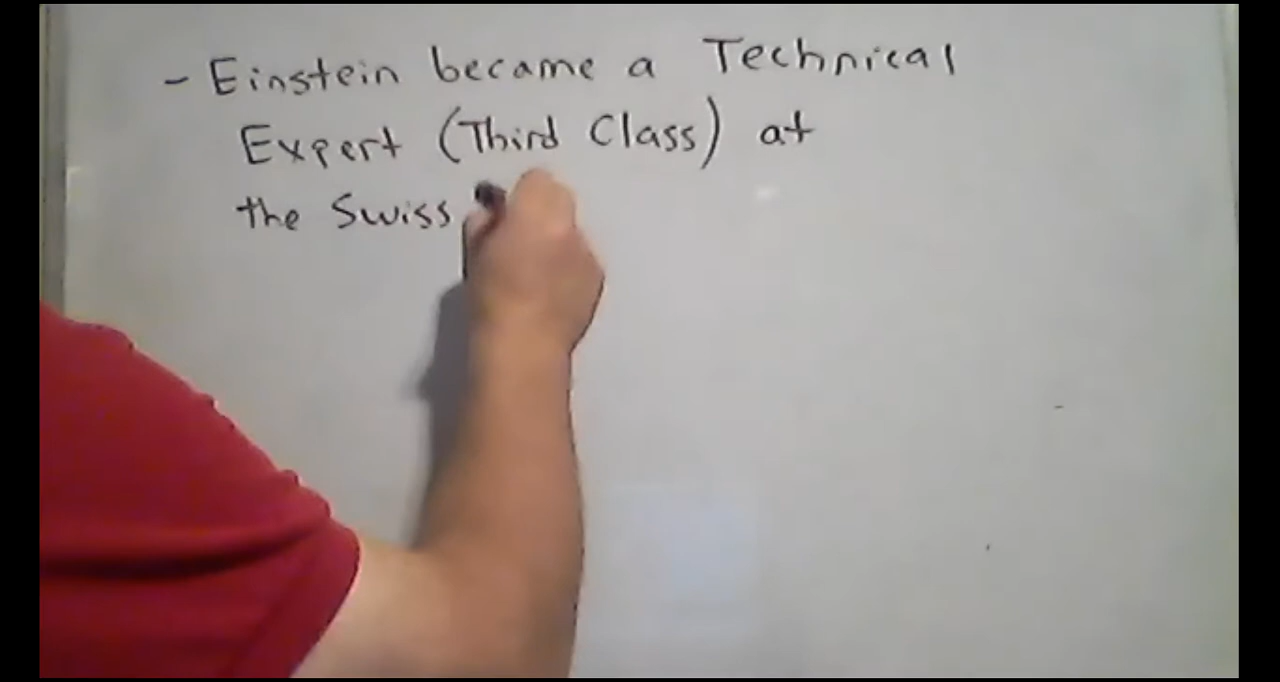 - Einstein became a Technical
Expert (Third Class) at
the Swiss